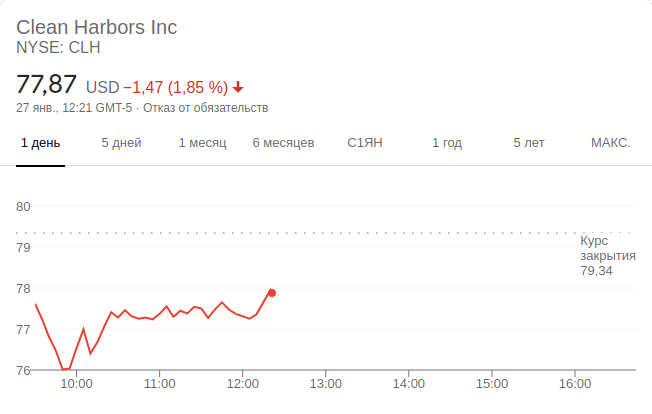 Clean Harbors Inc
NYSE: CLH
77,87 USD −1,47 (1,85 %)
27 янв., 12:21 GMT-5 · Отказ от обязательств
1 день 5 дней 1 месяц 6 месяцев С1ЯН 1 год 5 лет МАКС.
80
79
78
77
76
Курс
закрытия
79,34
10:00 11:00 12:00 13:00 14:00 15:00 16:00